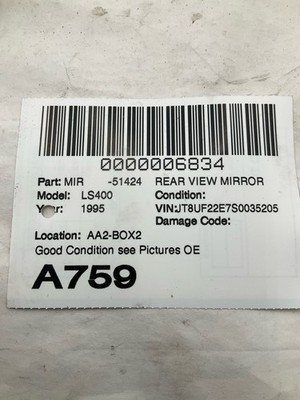 0000006834
Part: MIR -51424 REAR VIEW MIRROR
Model: LS400 Condition:
Year: 1995 VIN:JT8UF22E7S0035205
Damage Code:
Location: AA2-BOX2
Good Condition see Pictures OE
A759